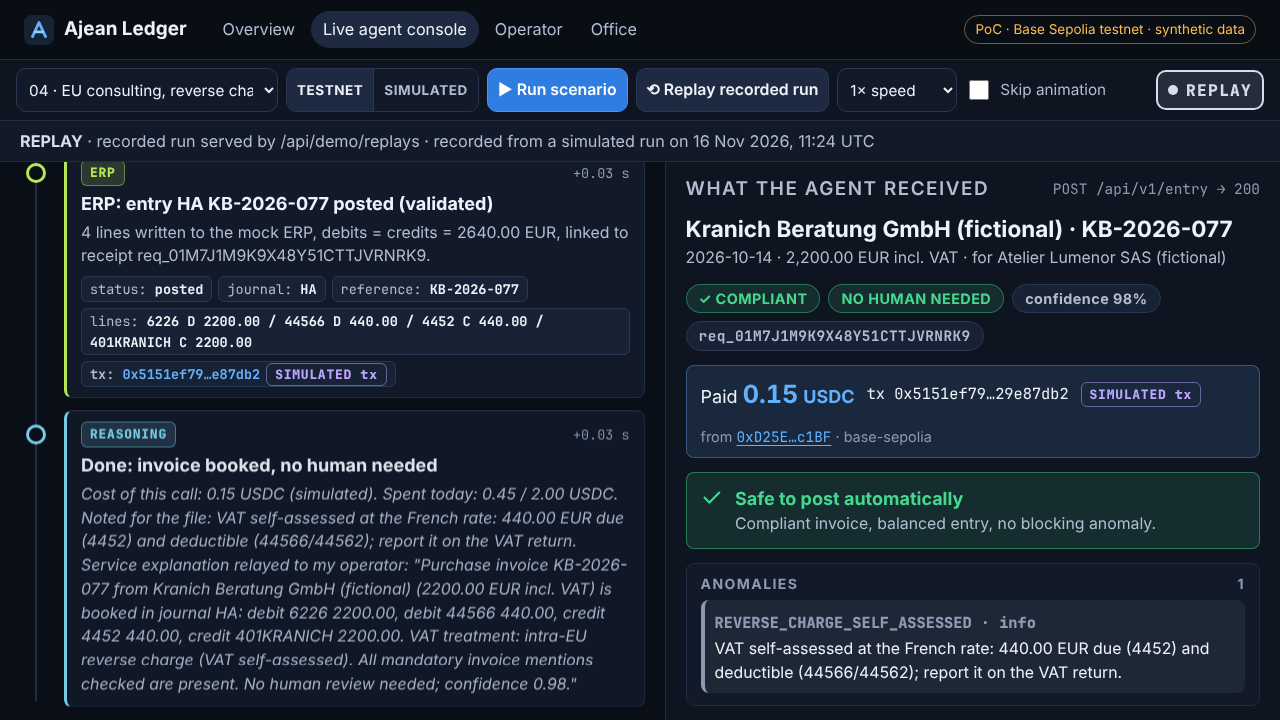 Ajean Ledger
Overview
Live agent console
Operator
Office
PoC · Base Sepolia testnet · synthetic data
04 · EU consulting, reverse cha
TESTNET
SIMULATED
▶ Run scenario
⟲ Replay recorded run
1× speed
Skip animation
REPLAY
REPLAY · recorded run served by /api/demo/replays · recorded from a simulated run on 16 Nov 2026, 11:24 UTC
ERP
+0.03 s
ERP: entry HA KB-2026-077 posted (validated)
4 lines written to the mock ERP, debits = credits = 2640.00 EUR, linked to
receipt req_01M7J1M9K9X48Y51CTTJVRNRK9.
status: posted
journal: HA
reference: KB-2026-077
lines: 6226 D 2200.00 / 44566 D 440.00 / 4452 C 440.00 /
401KRANICH C 2200.00
tx: 0x5151ef79…e87db2 SIMULATED tx
REASONING
+0.03 s
Done: invoice booked, no human needed
Cost of this call: 0.15 USDC (simulated). Spent today: 0.45 / 2.00 USDC.
Noted for the file: VAT self-assessed at the French rate: 440.00 EUR due
(4452) and deductible (44566/44562); report it on the VAT return.
Service explanation relayed to my operator: "Purchase invoice KB-2026-
077 from Kranich Beratung GmbH (fictional) (2200.00 EUR incl. VAT) is
booked in journal HA: debit 6226 2200.00, debit 44566 440.00, credit
4452 440.00, credit 401KRANICH 2200.00. VAT treatment: intra-EU
reverse charge (VAT self-assessed). All mandatory invoice mentions
checked are present. No human review needed; confidence 0.98."
WHAT THE AGENT RECEIVED
POST /api/v1/entry → 200
Kranich Beratung GmbH (fictional) · KB-2026-077
2026-10-14 · 2,200.00 EUR incl. VAT · for Atelier Lumenor SAS (fictional)
✓ COMPLIANT
NO HUMAN NEEDED
confidence 98%
req_01M7J1M9K9X48Y51CTTJVRNRK9
Paid 0.15 USDC tx 0x5151ef79…29e87db2 SIMULATED tx
from 0xD25E…c1BF · base-sepolia
Safe to post automatically
Compliant invoice, balanced entry, no blocking anomaly.
ANOMALIES
1
REVERSE_CHARGE_SELF_ASSESSED · info
VAT self-assessed at the French rate: 440.00 EUR due (4452) and
deductible (44566/44562); report it on the VAT return.